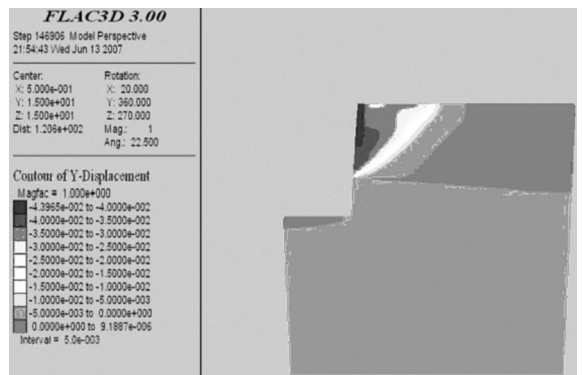 FLAC3D 3.00
Step 146906 Model Perspective
21:54:43 Wed Jun 13 2007
Center: Rotation:
X: 5.000e-001 X: 20.000
Y: 1.500e+001 Y: 360.000
Z: 1.500e+001 Z: 270.000
Dist: 1.206e+002 Mag.: 1
Ang.: 22.500
Contour of Y-Displacement
Magfac = 1.000e+000
-4.3965e-002 to -4.0000e-002
-4.0000e-002 to -3.5000e-002
-3.5000e-002 to -3.0000e-002
-3.0000e-002 to -2.5000e-002
-2.5000e-002 to -2.0000e-002
-2.0000e-002 to -1.5000e-002
-1.5000e-002 to -1.0000e-002
-1.0000e-002 to -5.0000e-003
-5.0000e-003 to 0.0000e+000
0.0000e+000 to 9.1887e-006
Interval = 5.0e-003